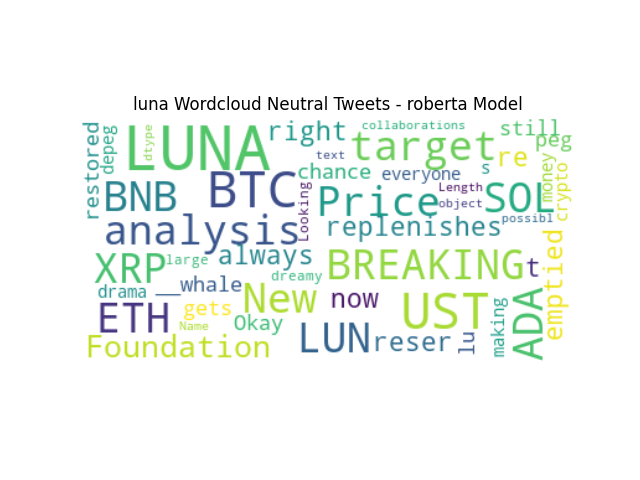 luna Wordcloud Neutral Tweets - roberta Model
restored
depeg
dtype
LUNA
right
collaborations
still
peg
text
target
re
chance
everyone
s
money
crypto
BNB
BTC
Looking
Price
Length
object
SOL
possibl
analysis
replenishes
XRP
large
always
dreamy
BREAKING
t
emptied
drama
__
whale
New
now
UST
ADA
ETH
gets
Name
Okay
LUN
reser
lu
making
Foundation